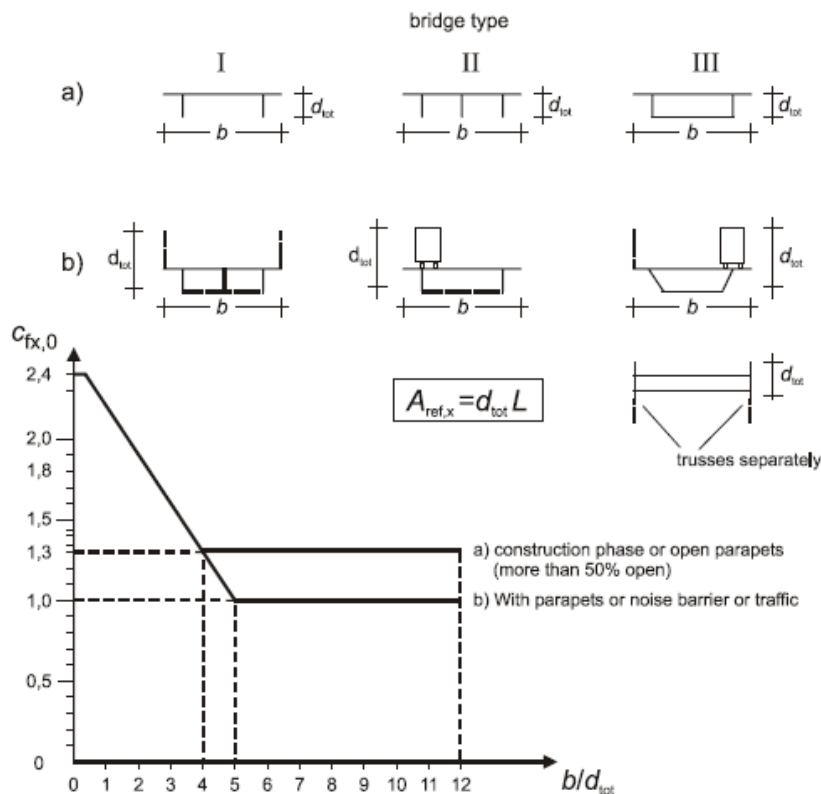 bridge type
I II III
a) d_tot d_tot d_tot
b b b
b) d_tot d_tot d_tot
b b b
c_fx,0
2,4
A_ref,x = d_tot L
d_tot
2,0
1,8
trusses separately
1,5
1,3
a) construction phase or open parapets
(more than 50% open)
1,0
b) With parapets or noise barrier or traffic
0,5
0
0 1 2 3 4 5 6 7 8 9 10 11 12 b/d_tot